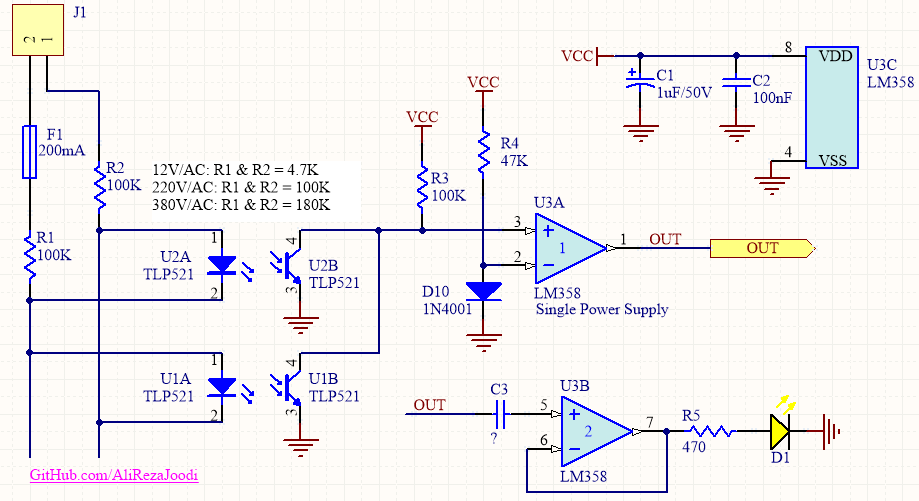 J1
2 1
F1
200mA
R2
100K
12V/AC: R1 & R2 = 4.7K
220V/AC: R1 & R2 = 100K
380V/AC: R1 & R2 = 180K
R1
100K
U2A
TLP521
1
2
4
3
U2B
TLP521
U1A
TLP521
1
2
4
3
U1B
TLP521
VCC
R3
100K
VCC
R4
47K
D10
1N4001
U3A
3
2
+
-
1
1
LM358
Single Power Supply
OUT
OUT
VCC
+
C1
1uF/50V
C2
100nF
8
VDD
U3C
LM358
4
VSS
OUT
C3
?
U3B
5
6
+
-
2
7
LM358
R5
470
D1
GitHub.com/AliRezaJoodi